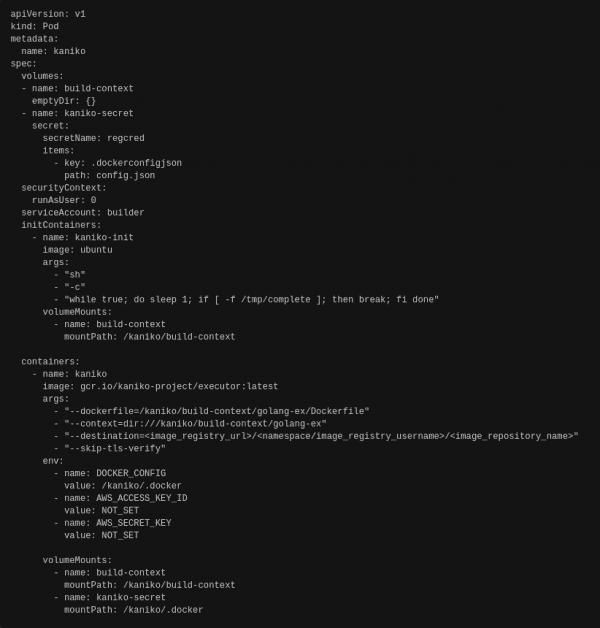 apiVersion: v1
kind: Pod
metadata:
  name: kaniko
spec:
  volumes:
  - name: build-context
    emptyDir: {}
  - name: kaniko-secret
    secret:
      secretName: regcred
      items:
        - key: .dockerconfigjson
          path: config.json
  securityContext:
    runAsUser: 0
  serviceAccount: builder
  initContainers:
    - name: kaniko-init
      image: ubuntu
      args:
        - "sh"
        - "-c"
        - "while true; do sleep 1; if [ -f /tmp/complete ]; then break; fi done"
      volumeMounts:
        - name: build-context
          mountPath: /kaniko/build-context

  containers:
    - name: kaniko
      image: gcr.io/kaniko-project/executor:latest
      args:
        - "--dockerfile=/kaniko/build-context/golang-ex/Dockerfile"
        - "--context=dir:///kaniko/build-context/golang-ex"
        - "--destination=<image_registry_url>/<namespace/image_registry_username>/<image_repository_name>"
        - "--skip-tls-verify"
      env:
        - name: DOCKER_CONFIG
          value: /kaniko/.docker
        - name: AWS_ACCESS_KEY_ID
          value: NOT_SET
        - name: AWS_SECRET_KEY
          value: NOT_SET

      volumeMounts:
        - name: build-context
          mountPath: /kaniko/build-context
        - name: kaniko-secret
          mountPath: /kaniko/.docker